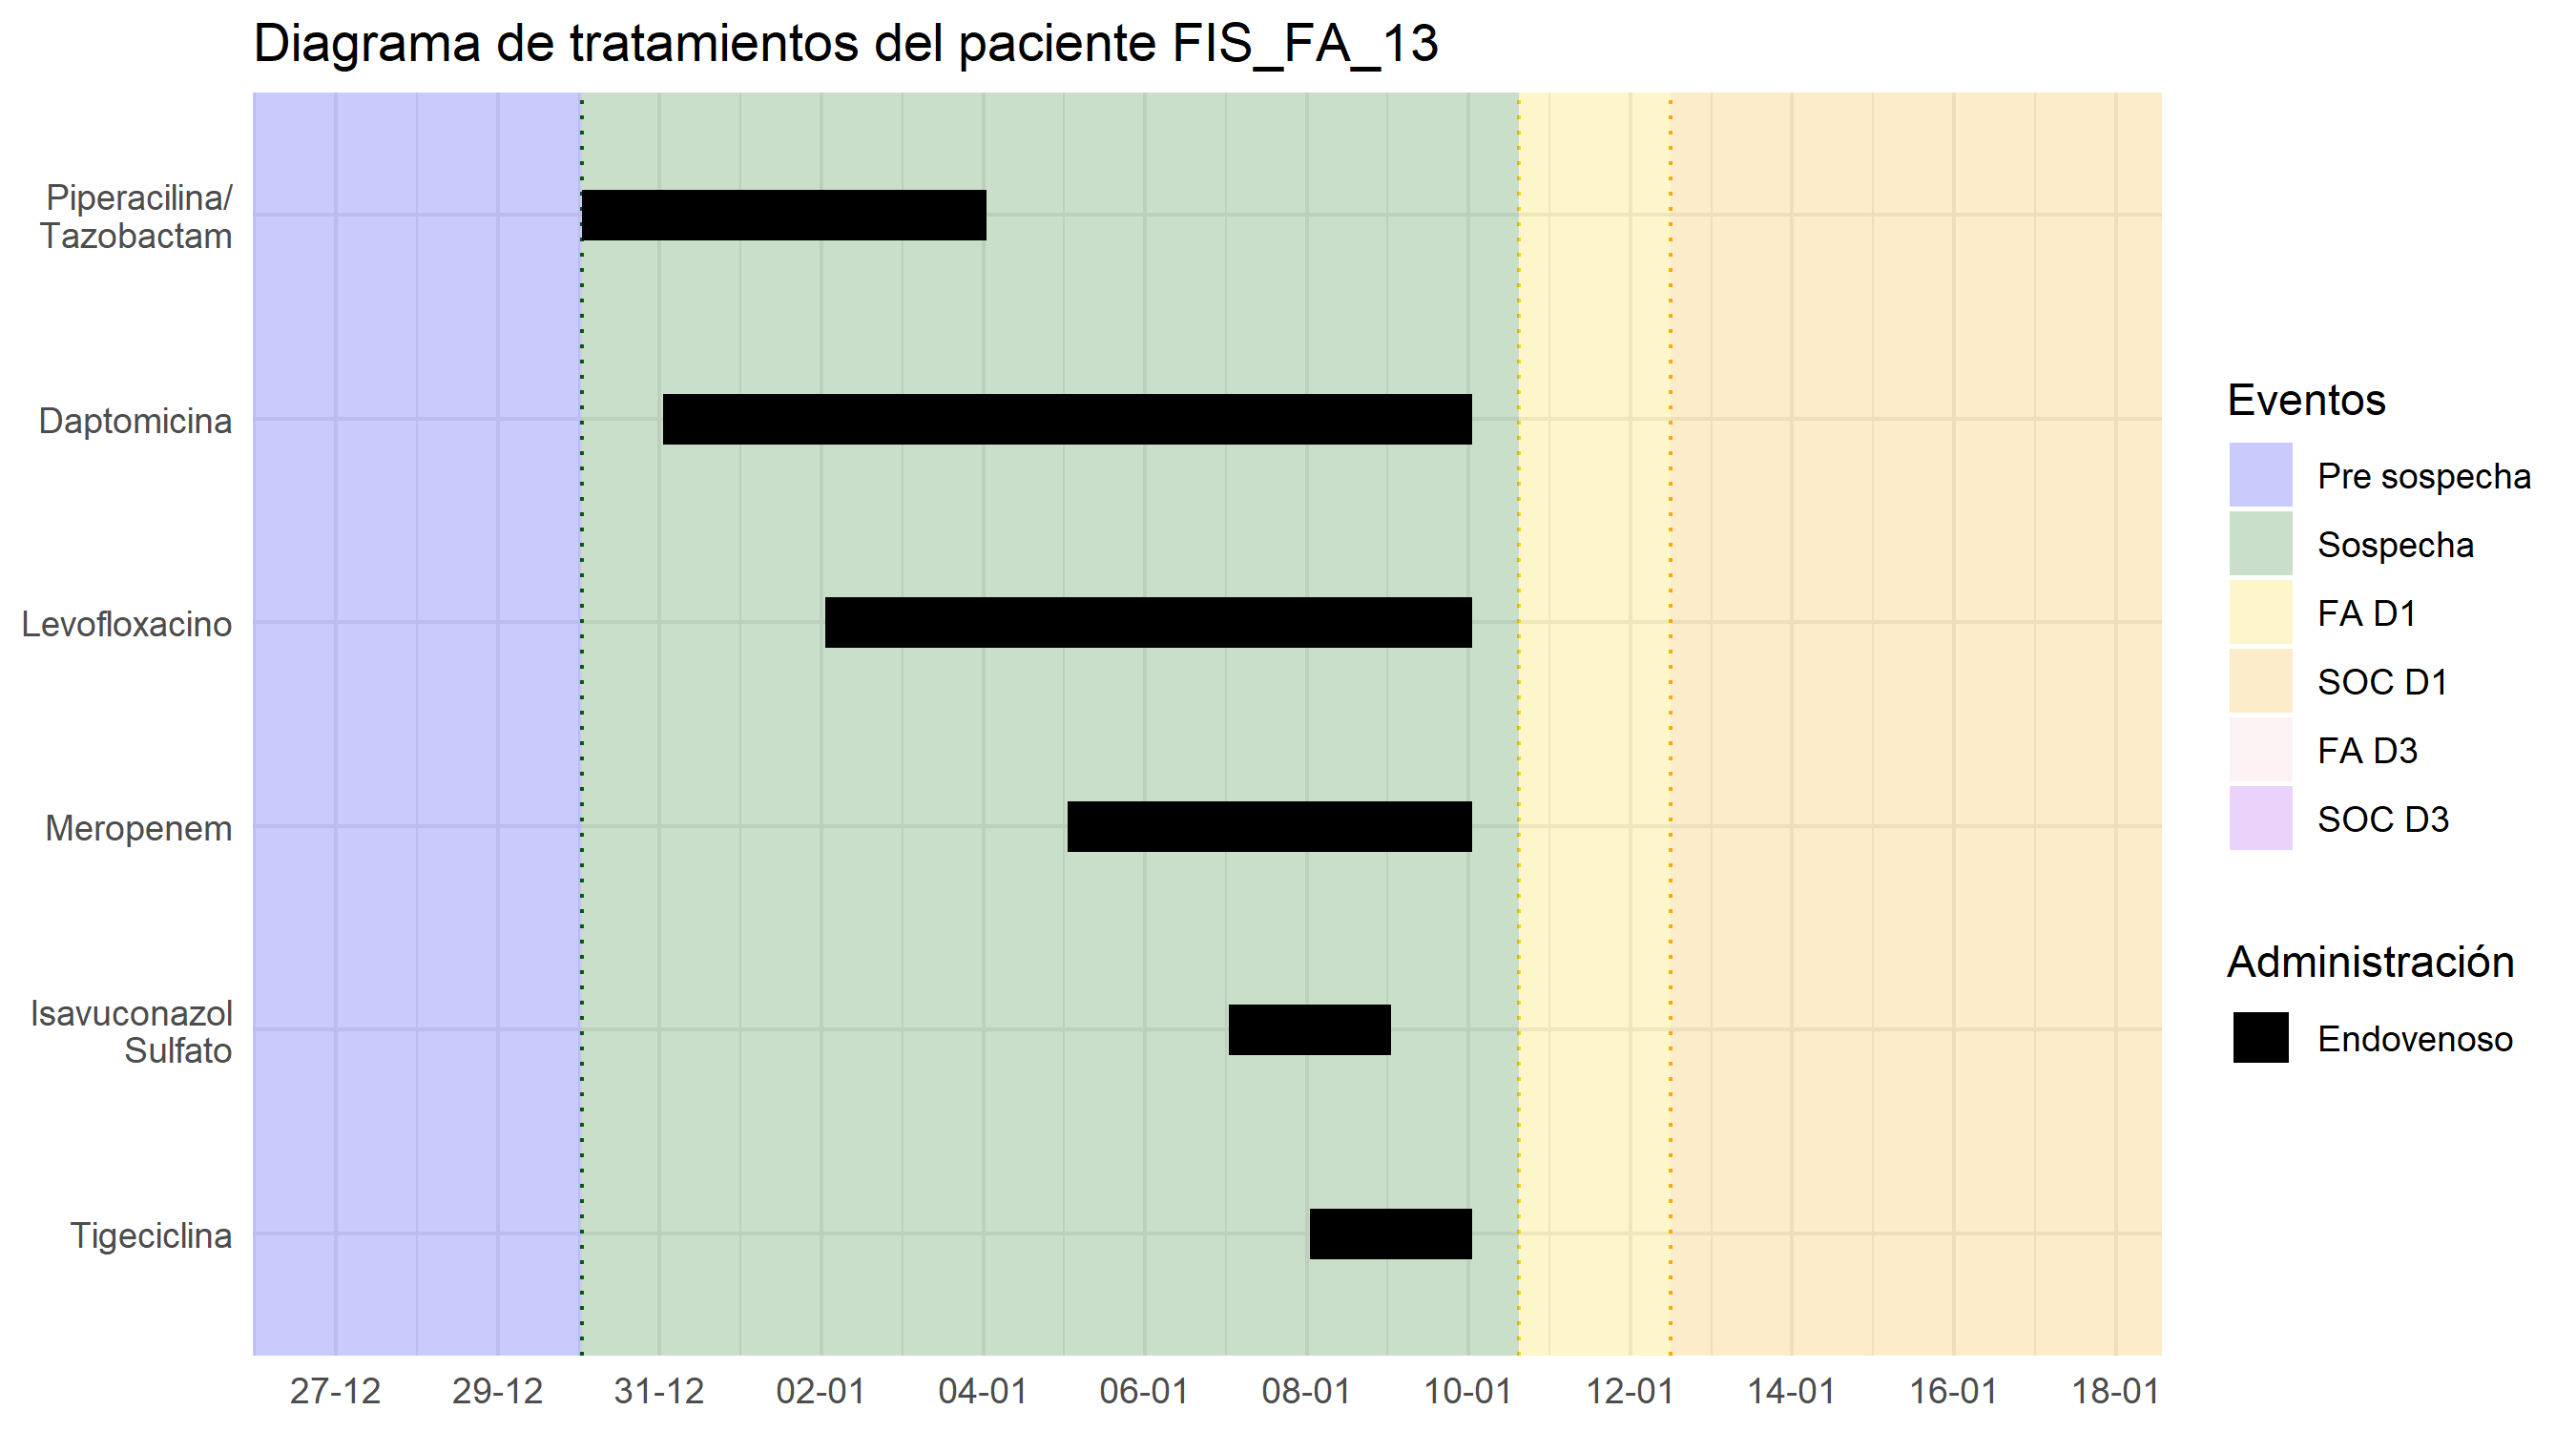 Diagrama de tratamientos del paciente FIS_FA_13
Piperacilina/
Tazobactam
Daptomicina
Levofloxacino
Meropenem
Isavuconazol
Sulfato
Tigeciclina
27-12
29-12
31-12
02-01
04-01
06-01
08-01
10-01
12-01
14-01
16-01
18-01
Eventos
Pre sospecha
Sospecha
FA D1
SOC D1
FA D3
SOC D3
Administración
Endovenoso